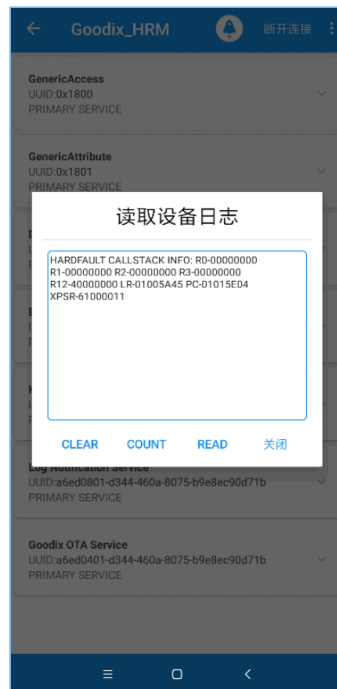 Goodix_HRM
断开连接
GenericAccess
UUID:0x1800
PRIMARY SERVICE
GenericAttribute
UUID:0x1801
PRIMARY SERVICE
读取设备日志
HARDFAULT CALLSTACK INFO: R0-00000000
R1-00000000 R2-00000000 R3-00000000
R12-40000000 LR-01005A45 PC-01015E04
XPSR-61000011
CLEAR COUNT READ 关闭
Log Notification Service
UUID:a6ed0801-d344-460a-8075-b9e8ec90d71b
PRIMARY SERVICE
Goodix OTA Service
UUID:a6ed0401-d344-460a-8075-b9e8ec90d71b
PRIMARY SERVICE